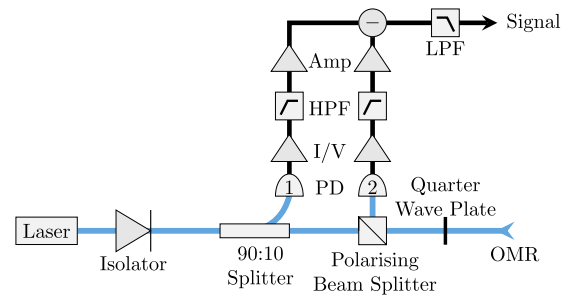 Signal
LPF
Amp
HPF
I/V
1 PD 2
Quarter
Wave Plate
Laser
Isolator
90:10
Splitter
Polarising
Beam Splitter
OMR